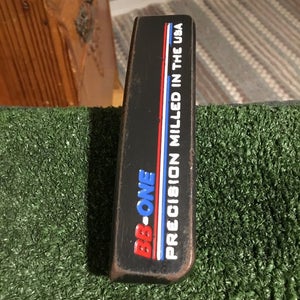 BB-ONE
PRECISION MILLED IN THE USA